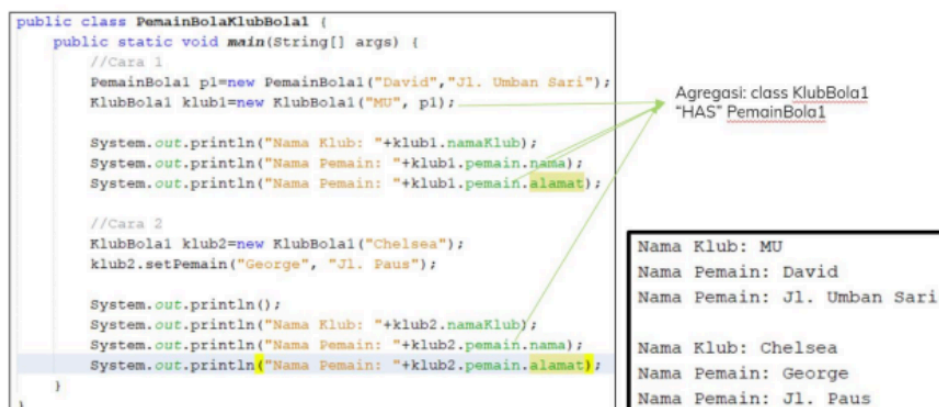 public class PemainBolaKlubBola1 {
public static void main(String[] args) {
//Cara 1
PemainBola1 p1=new PemainBola1("David","Jl. Umban Sari");
KlubBola1 klub1=new KlubBola1("MU", p1);
System.out.println("Nama Klub: "+klub1.namaKlub);
System.out.println("Nama Pemain: "+klub1.pemain.nama);
System.out.println("Nama Pemain: "+klub1.pemain.alamat);
//Cara 2
KlubBola1 klub2=new KlubBola1("Chelsea");
klub2.setPemain("George", "Jl. Paus");
System.out.println();
System.out.println("Nama Klub: "+klub2.namaKlub);
System.out.println("Nama Pemain: "+klub2.pemain.nama);
System.out.println("Nama Pemain: "+klub2.pemain.alamat);
}
}
Agregasi: class KlubBola1
“HAS” PemainBola1
Nama Klub: MU
Nama Pemain: David
Nama Pemain: Jl. Umban Sari
Nama Klub: Chelsea
Nama Pemain: George
Nama Pemain: Jl. Paus